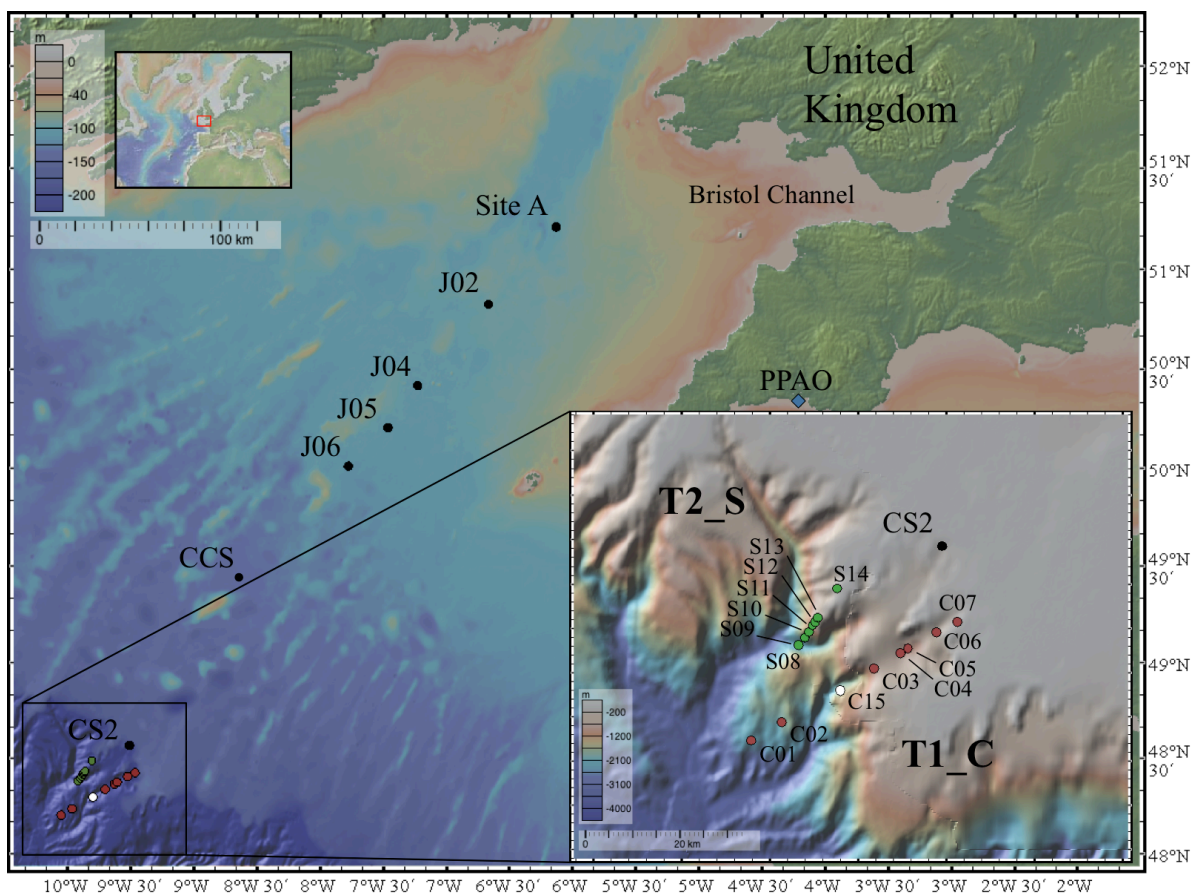 m
0
-40
-100
-150
-200
0 100 km
United
Kingdom
Bristol Channel
Site A
J02
J04
J05
J06
PPAO
CCS
CS2
T2_S
CS2
S13
S12
S11
S10
S09
S08
S14
C07
C06
C05
C04
C03
C15
C02
C01
T1_C
m
-200
-1200
-2100
-3100
-4000
0 20 km
52°N
51°N
30′
51°N
50°N
30′
50°N
49°N
30′
49°N
48°N
30′
48°N
10°W 9°W 30′ 9°W 8°W 30′ 8°W 7°W 30′ 7°W 6°W 30′ 6°W 5°W 30′ 5°W 4°W 30′ 4°W 3°W 30′ 3°W 2°W 30′ 2°W